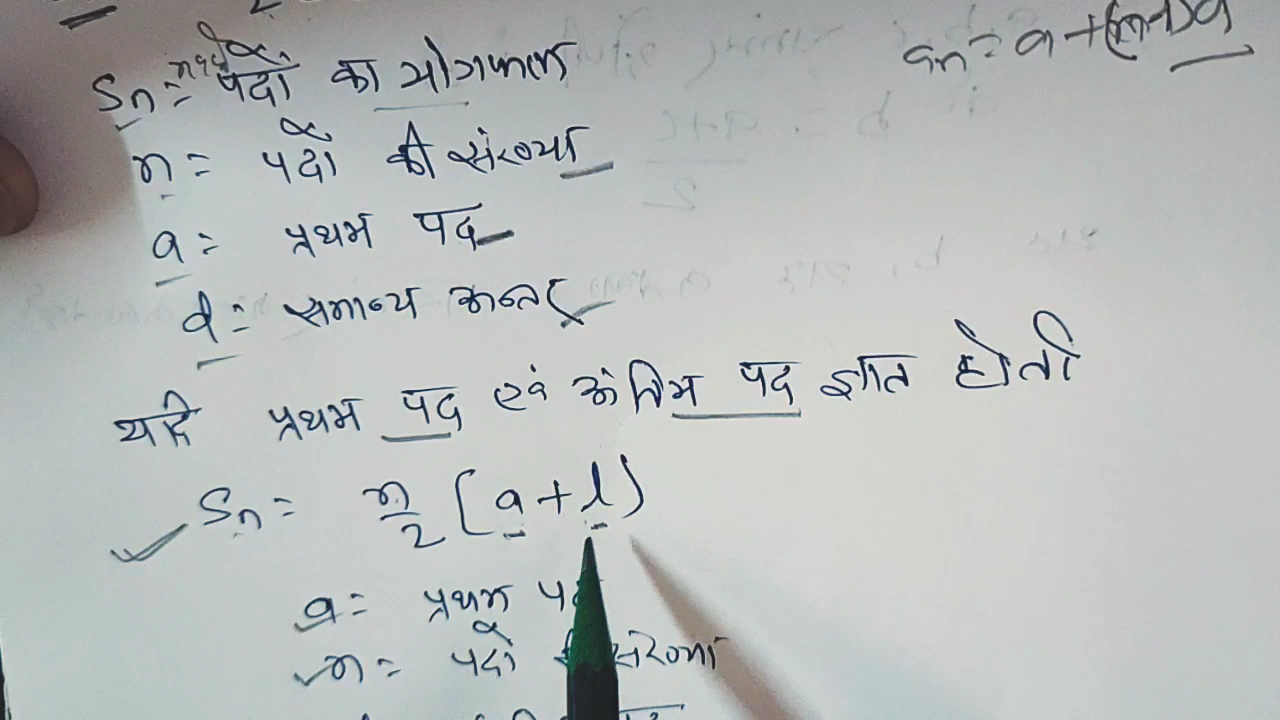 Sn = n पदों का योगफल
an = a + (n-1)d
n = पदों की संख्या
a = प्रथम पद
d = समान्य अन्तर
यदि प्रथम पद एवं अंतिम पद ज्ञात होती
Sn = n/2 [a + l)
a = प्रथम
n = पदों संख्या